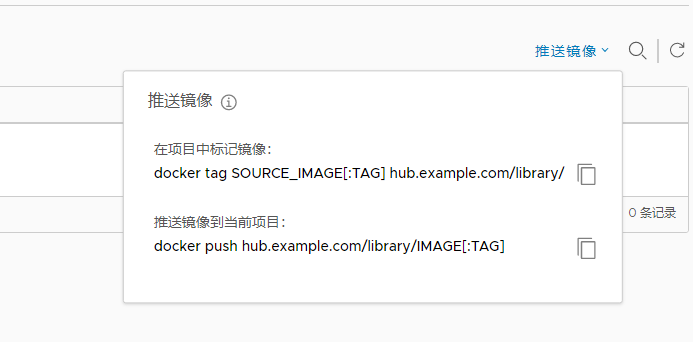 推送镜像
推送镜像
在项目中标记镜像：
docker tag SOURCE_IMAGE[:TAG] hub.example.com/library/
推送镜像到当前项目：
docker push hub.example.com/library/IMAGE[:TAG]
0 条记录